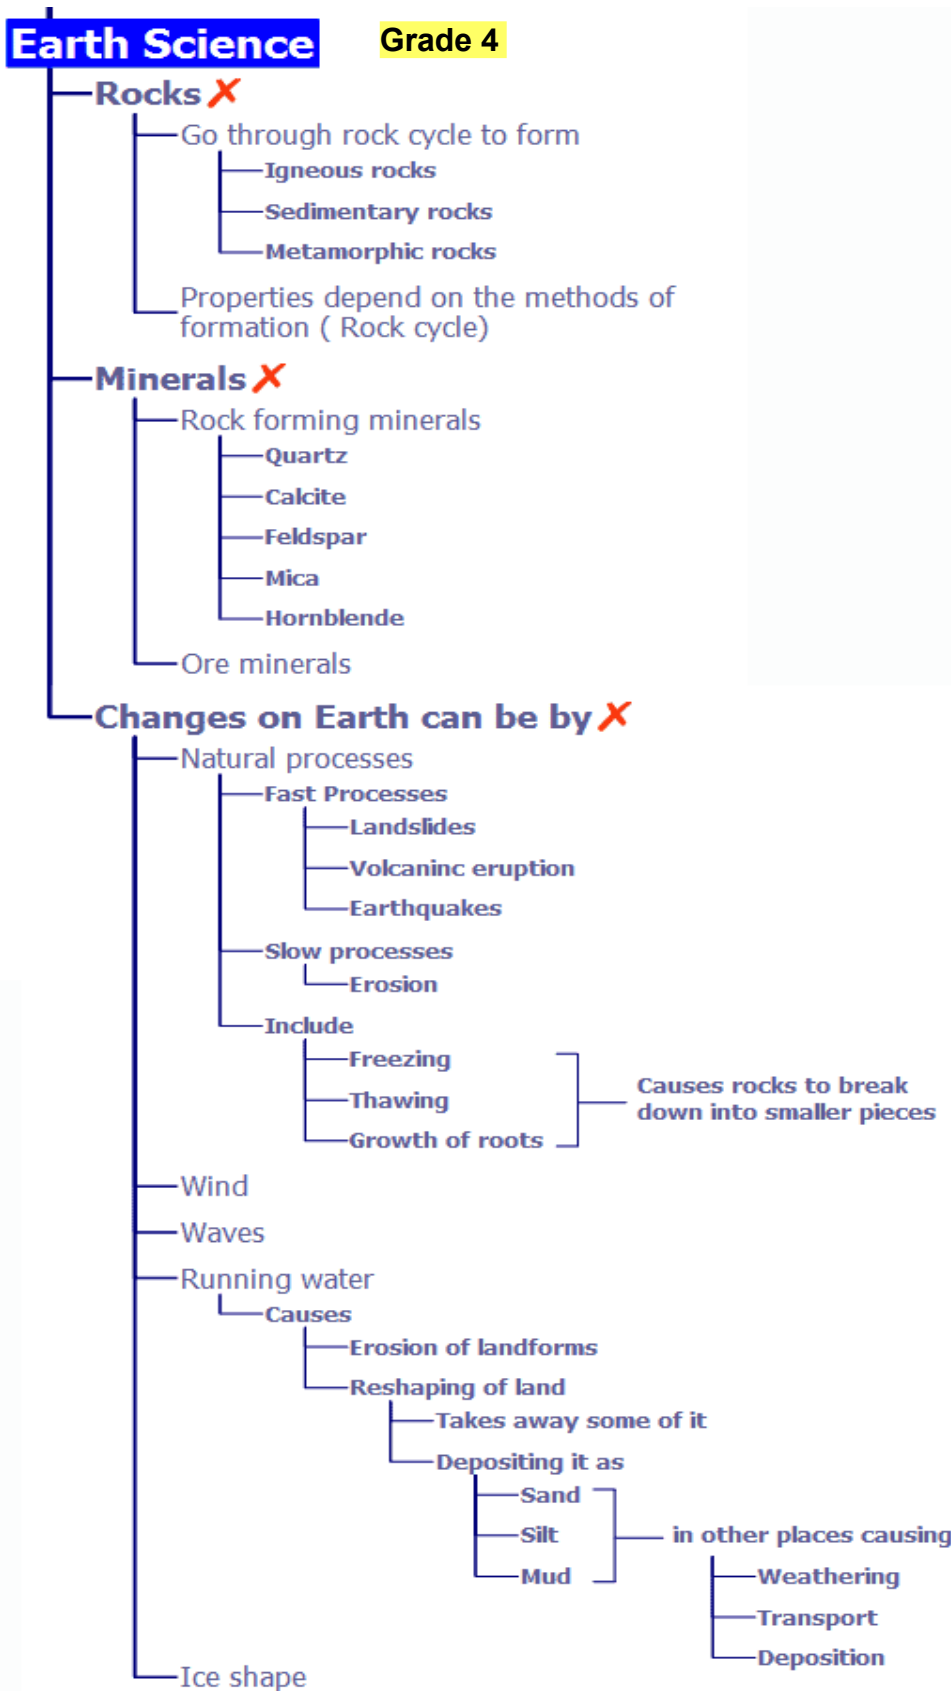 Earth Science
Grade 4
Rocks
Go through rock cycle to form
Igneous rocks
Sedimentary rocks
Metamorphic rocks
Properties depend on the methods of
formation ( Rock cycle)
Minerals
Rock forming minerals
Quartz
Calcite
Feldspar
Mica
Hornblende
Ore minerals
Changes on Earth can be by
Natural processes
Fast Processes
Landslides
Volcaninc eruption
Earthquakes
Slow processes
Erosion
Include
Freezing
Thawing
Growth of roots
Causes rocks to break
down into smaller pieces
Wind
Waves
Running water
Causes
Erosion of landforms
Reshaping of land
Takes away some of it
Depositing it as
Sand
Silt
Mud
in other places causing
Weathering
Transport
Deposition
Ice shape